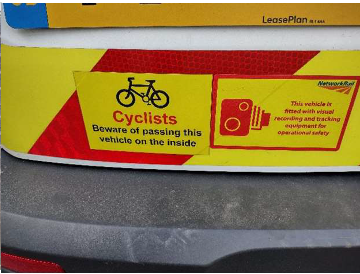 LeasePlan
Cyclists
Beware of passing this
vehicle on the inside
NetworkRail
This vehicle is
fitted with visual
recording and tracking
equipment for
operational safety